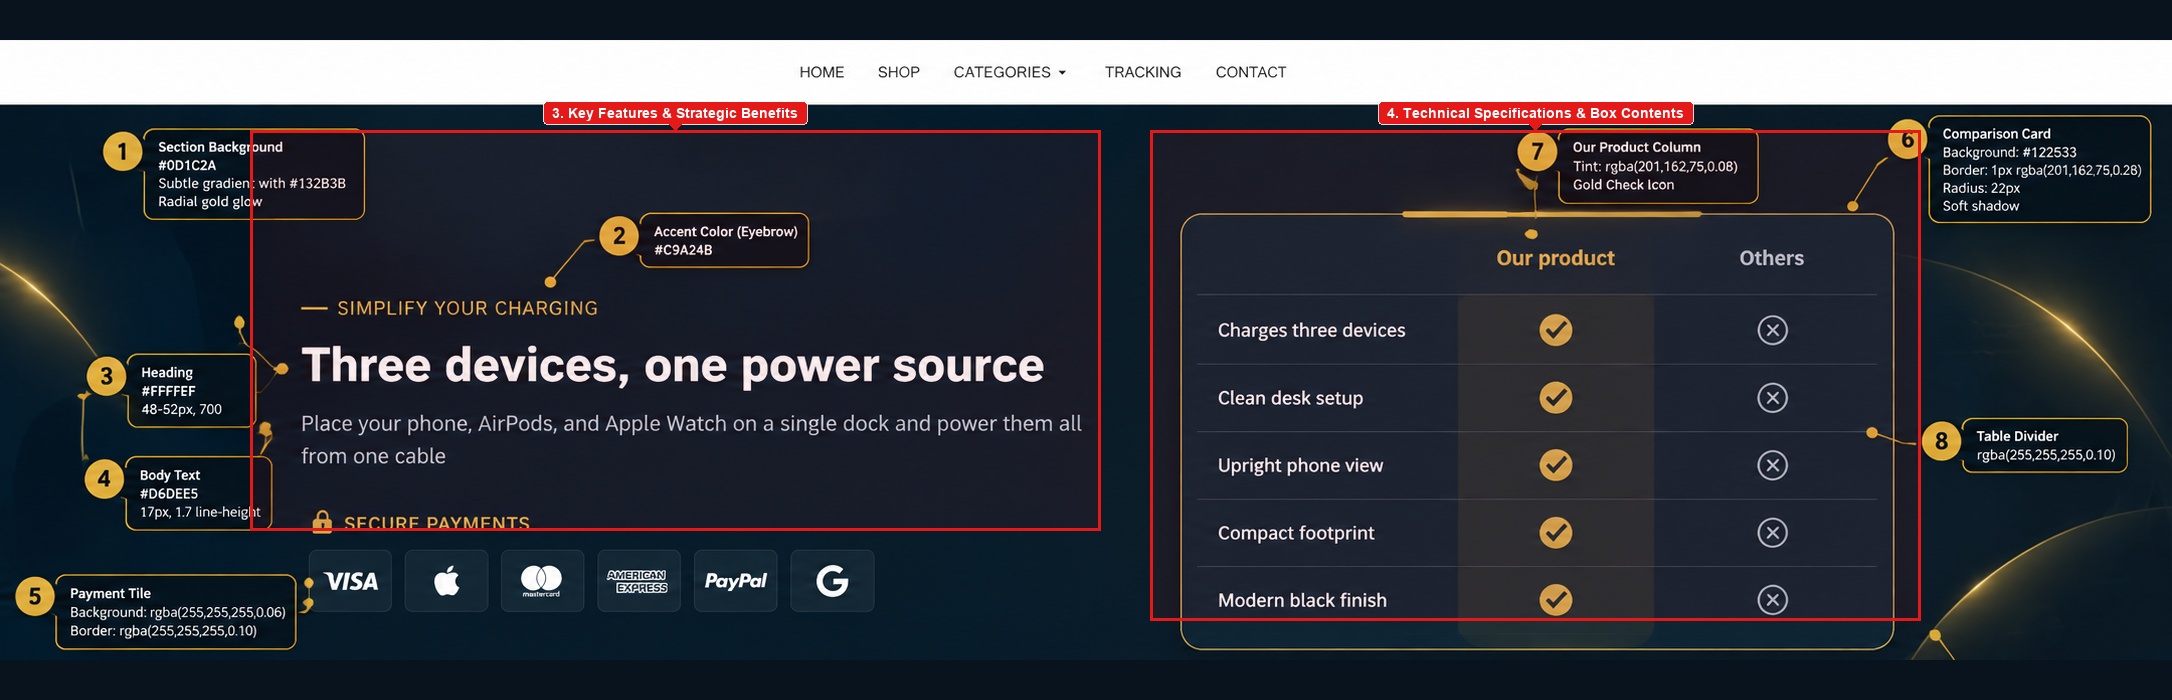 HOME SHOP CATEGORIES TRACKING CONTACT
3. Key Features & Strategic Benefits
4. Technical Specifications & Box Contents
1
Section Background
#0D1C2A
Subtle gradient with #132B3B
Radial gold glow
2
Accent Color (Eyebrow)
#C9A24B
SIMPLIFY YOUR CHARGING
Three devices, one power source
Place your phone, AirPods, and Apple Watch on a single dock and power them all
from one cable
3
Heading
#FFFFEF
48-52px, 700
4
Body Text
#D6DEE5
17px, 1.7 line-height
SECURE PAYMENTS
5
Payment Tile
Background: rgba(255,255,255,0.06)
Border: rgba(255,255,255,0.10)
VISA
mastercard
AMERICAN
EXPRESS
PayPal
G
7
Our Product Column
Tint: rgba(201,162,75,0.08)
Gold Check Icon
6
Comparison Card
Background: #122533
Border: 1px rgba(201,162,75,0.28)
Radius: 22px
Soft shadow
Our product Others
Charges three devices
Clean desk setup
Upright phone view
Compact footprint
Modern black finish
8
Table Divider
rgba(255,255,255,0.10)